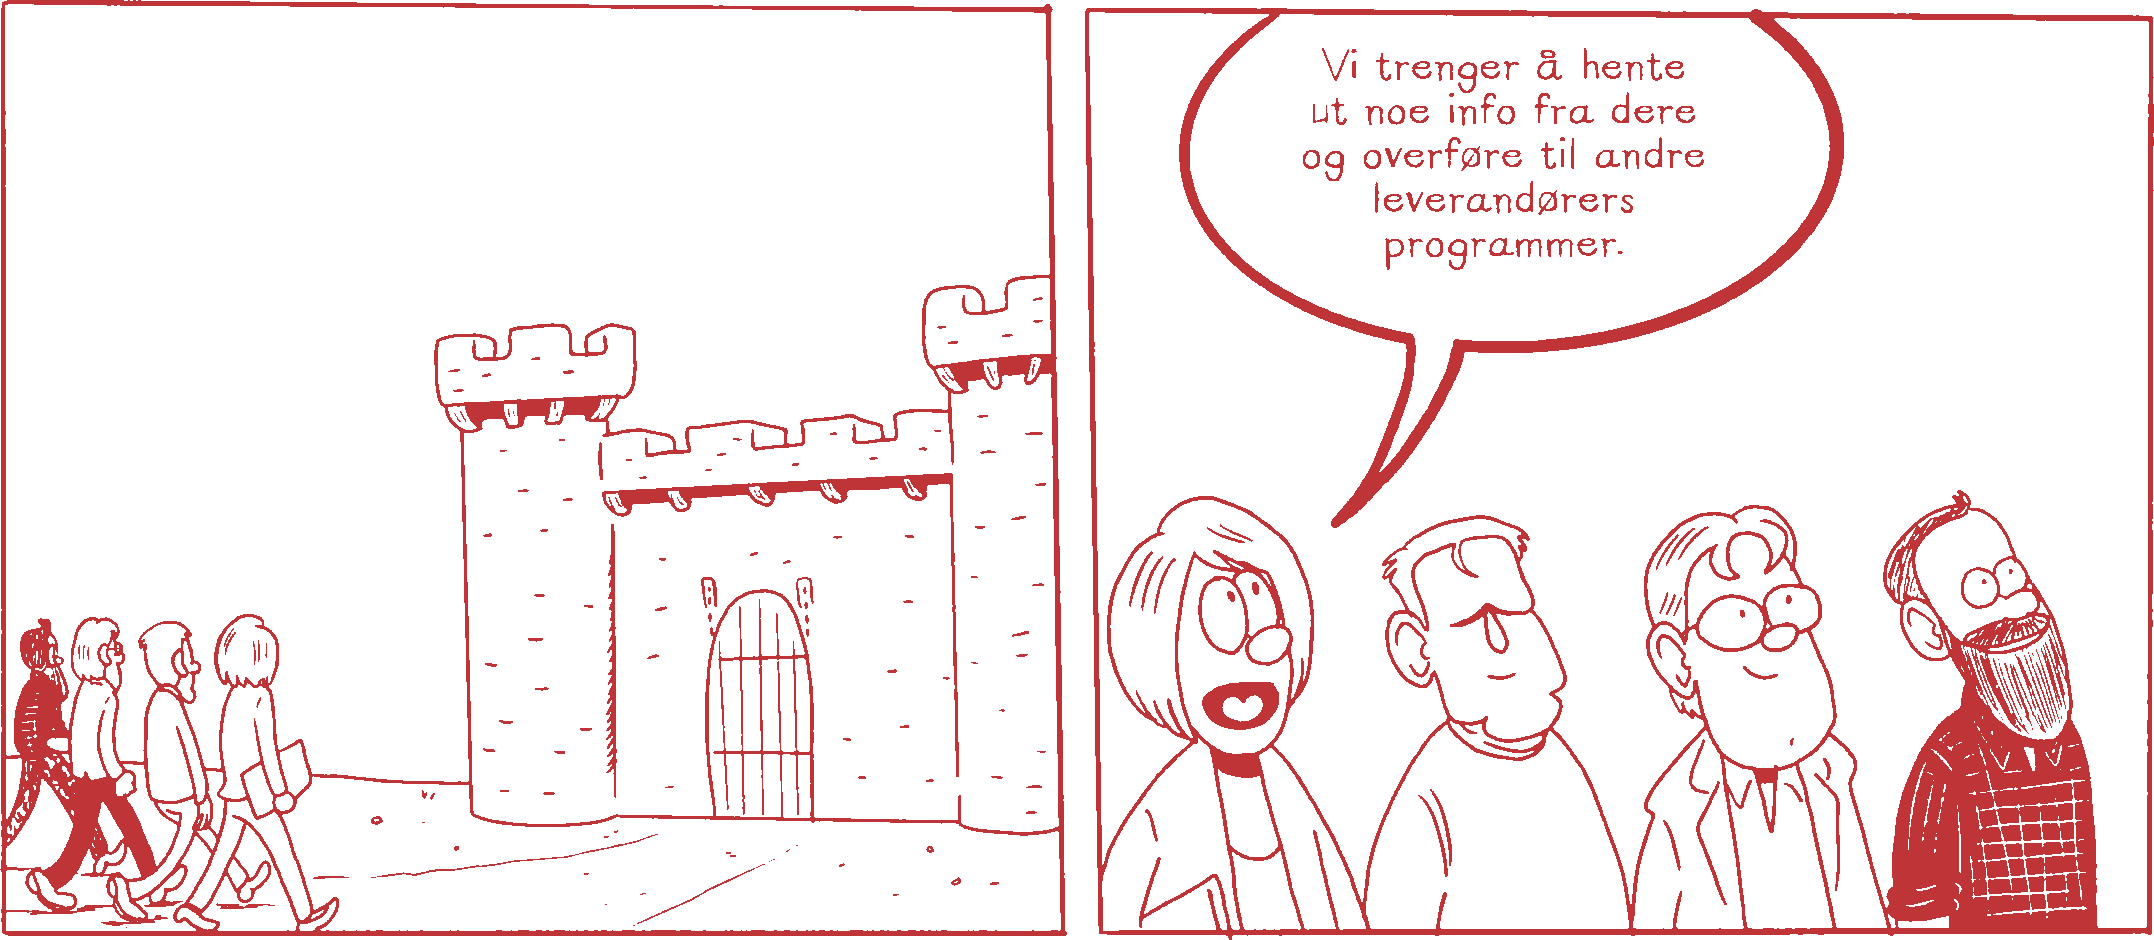 Vi trenger å hente
ut noe info fra dere
og overføre til andre
leverandørers
programmer.